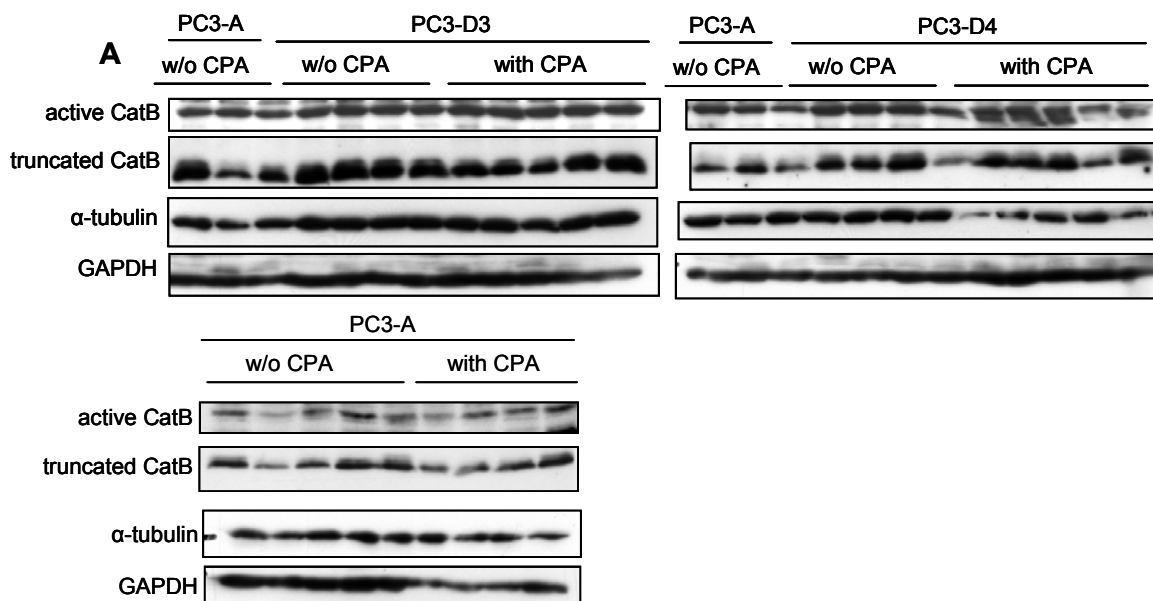 A
PC3-A PC3-D3
w/o CPA w/o CPA with CPA
PC3-A PC3-D4
w/o CPA w/o CPA with CPA
active CatB
truncated CatB
α-tubulin
GAPDH
PC3-A
w/o CPA with CPA
active CatB
truncated CatB
α-tubulin
GAPDH